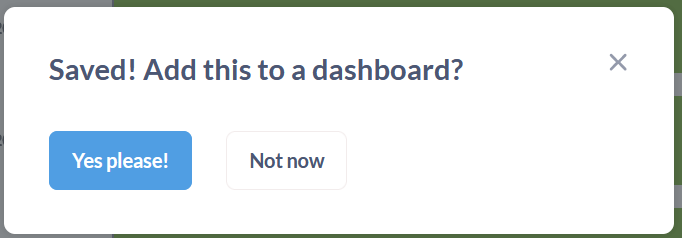 Saved! Add this to a dashboard?
Yes please!
Not now